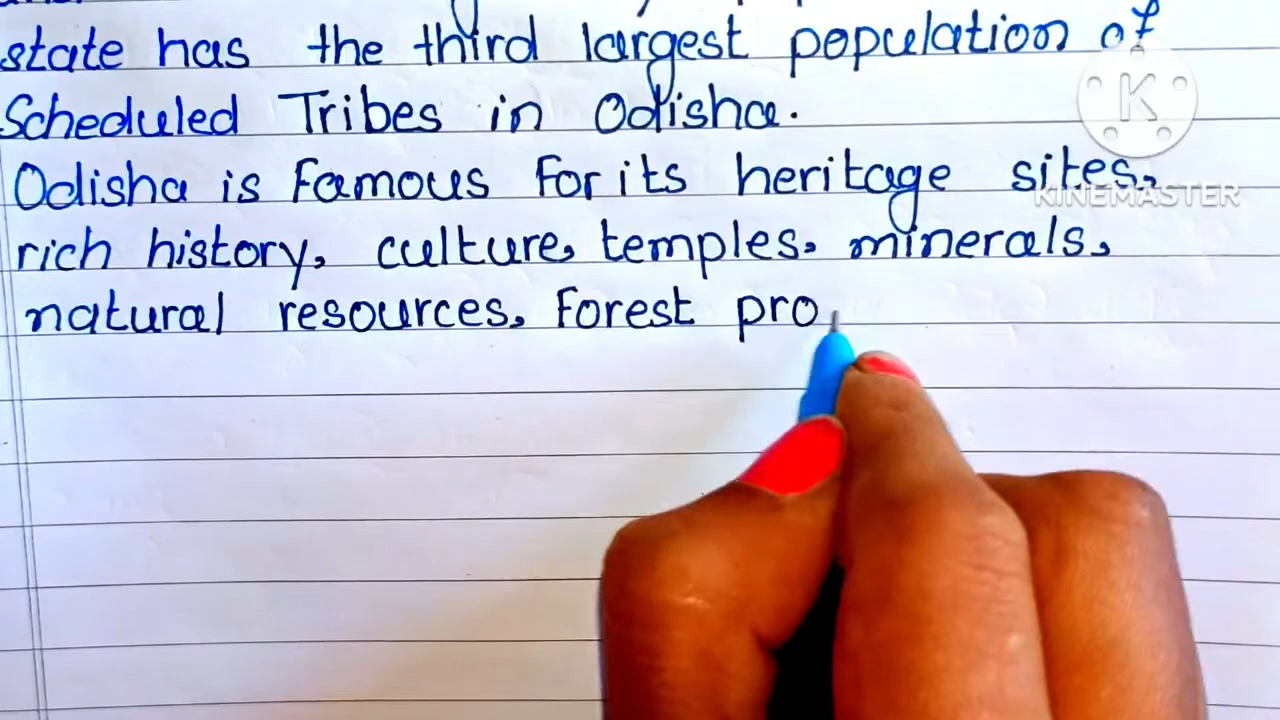 state has the third largest population of
Scheduled Tribes in Odisha.
Odisha is Famous For its heritage sites,
KINEMASTER
rich history, culture, temples, minerals,
natural resources, Forest pro